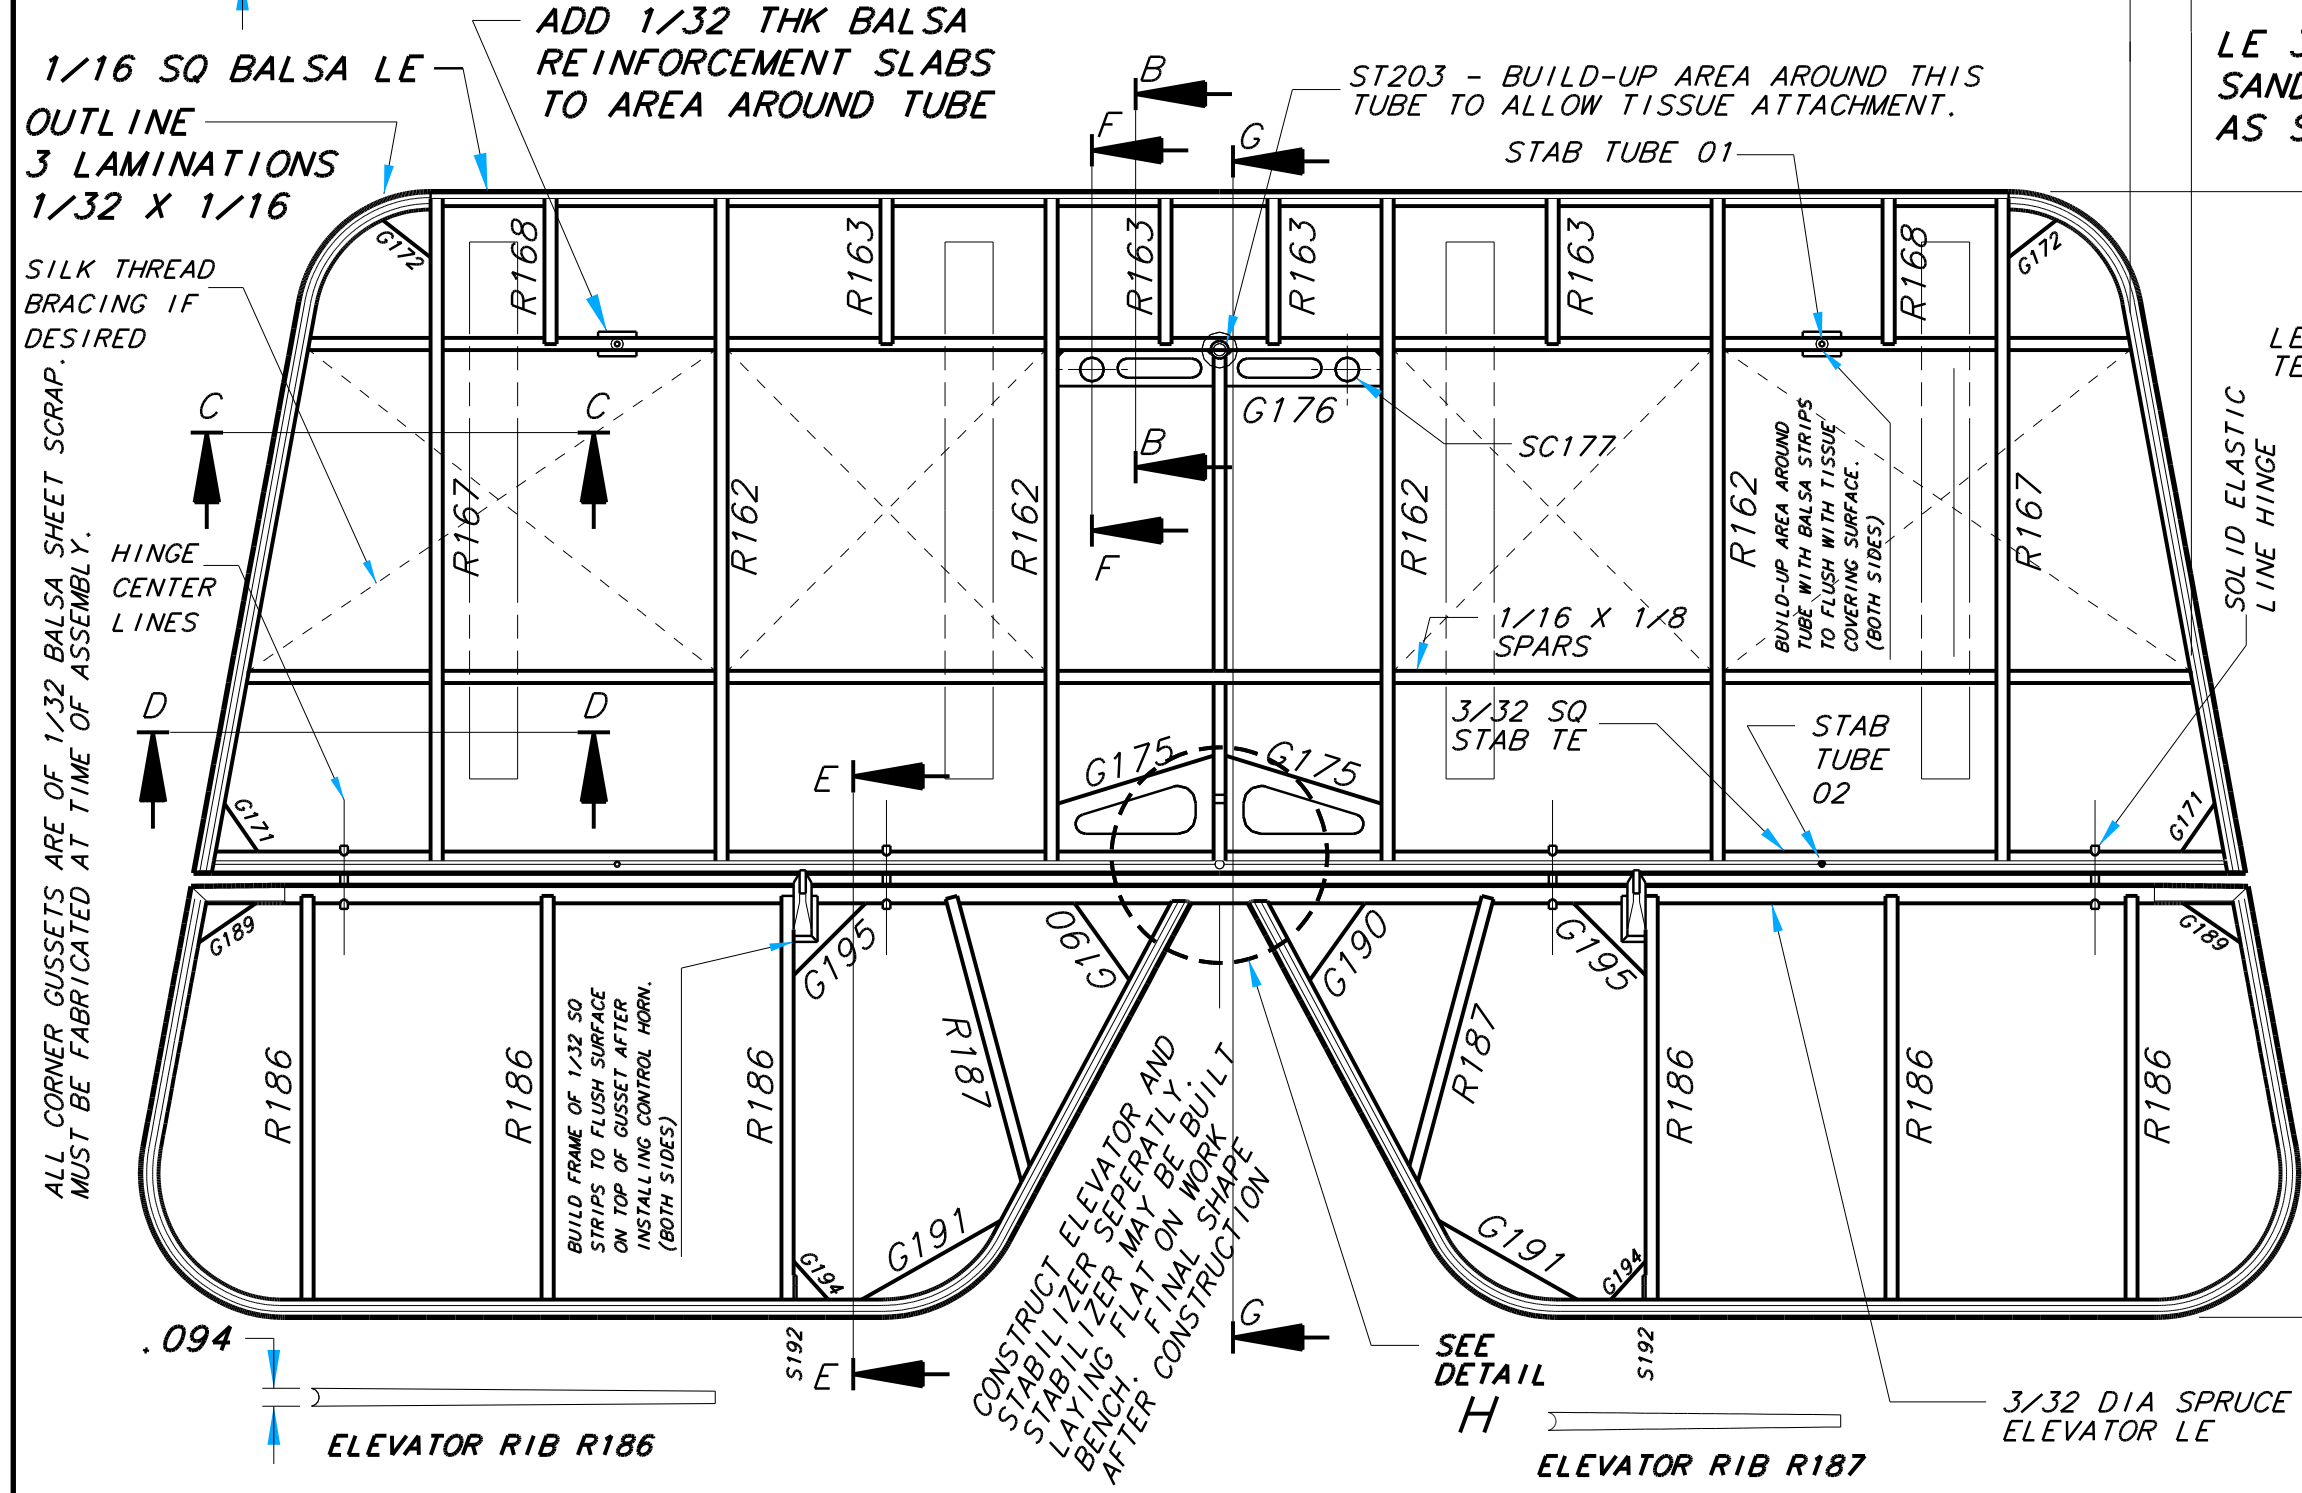 ADD 1/32 THK BALSA
REINFORCEMENT SLABS
TO AREA AROUND TUBE
1/16 SQ BALSA LE
OUTLINE
3 LAMINATIONS
1/32 X 1/16
SILK THREAD
BRACING IF
DESIRED
B
F
G
ST203 - BUILD-UP AREA AROUND THIS
TUBE TO ALLOW TISSUE ATTACHMENT.
STAB TUBE 01
LE
SAND
AS S
G172
R168
R163
R163
R163
R163
R168
G172
LE
TE
C
C
G176
SC177
B
F
R167
R162
R162
R162
R162
R167
BUILD-UP AREA AROUND
TUBE WITH BALSA STRIPS
TO FLUSH WITH TISSUE
COVERING SURFACE.
(BOTH SIDES)
SOLID ELASTIC
LINE HINGE
HINGE
CENTER
LINES
ALL CORNER GUSSETS ARE OF 1/32 BALSA SHEET SCRAP.
MUST BE FABRICATED AT TIME OF ASSEMBLY.
1/16 X 1/8
SPARS
D
D
3/32 SQ
STAB TE
STAB
TUBE
02
E
G175
G175
G171
G171
G189
G195
G190
G190
G195
G189
R186
R186
R186
R187
R187
R186
R186
R186
BUILD FRAME OF 1/32 SQ
STRIPS TO FLUSH SURFACE
ON TOP OF GUSSET AFTER
INSTALLING CONTROL HORN.
(BOTH SIDES)
CONSTRUCT ELEVATOR AND
STABILIZER SEPERATLY.
STABILIZER MAY BE BUILT
LAYING FLAT ON WORK
BENCH. FINAL SHAPE
AFTER CONSTRUCTION
G191
G194
G191
G194
S192
S192
E
G
.094
ELEVATOR RIB R186
SEE
DETAIL
H
ELEVATOR RIB R187
3/32 DIA SPRUCE
ELEVATOR LE